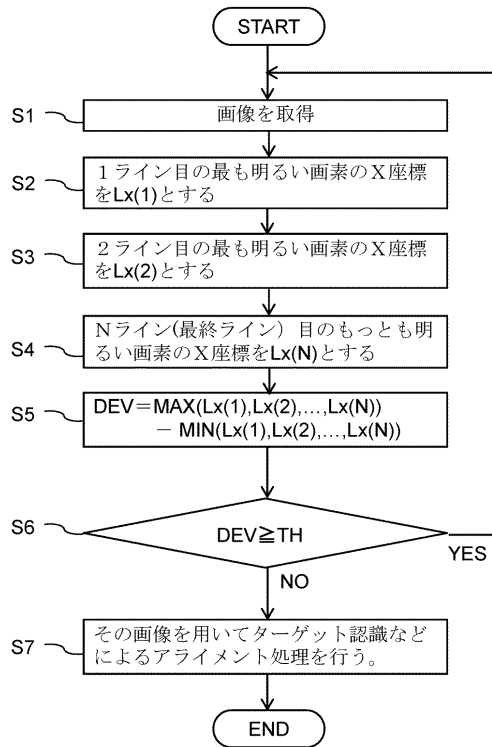 START
S1
画像を取得
S2
１ライン目の最も明るい画素のＸ座標
をLx(1)とする
S3
２ライン目の最も明るい画素のＸ座標
をLx(2)とする
S4
Ｎライン(最終ライン）目のもっとも明
るい画素のＸ座標をLx(N)とする
S5
DEV＝MAX(Lx(1),Lx(2),…,Lx(N))
－ MIN(Lx(1),Lx(2),…,Lx(N))
S6
DEV≧TH
YES
NO
S7
その画像を用いてターゲット認識など
によるアライメント処理を行う。
END